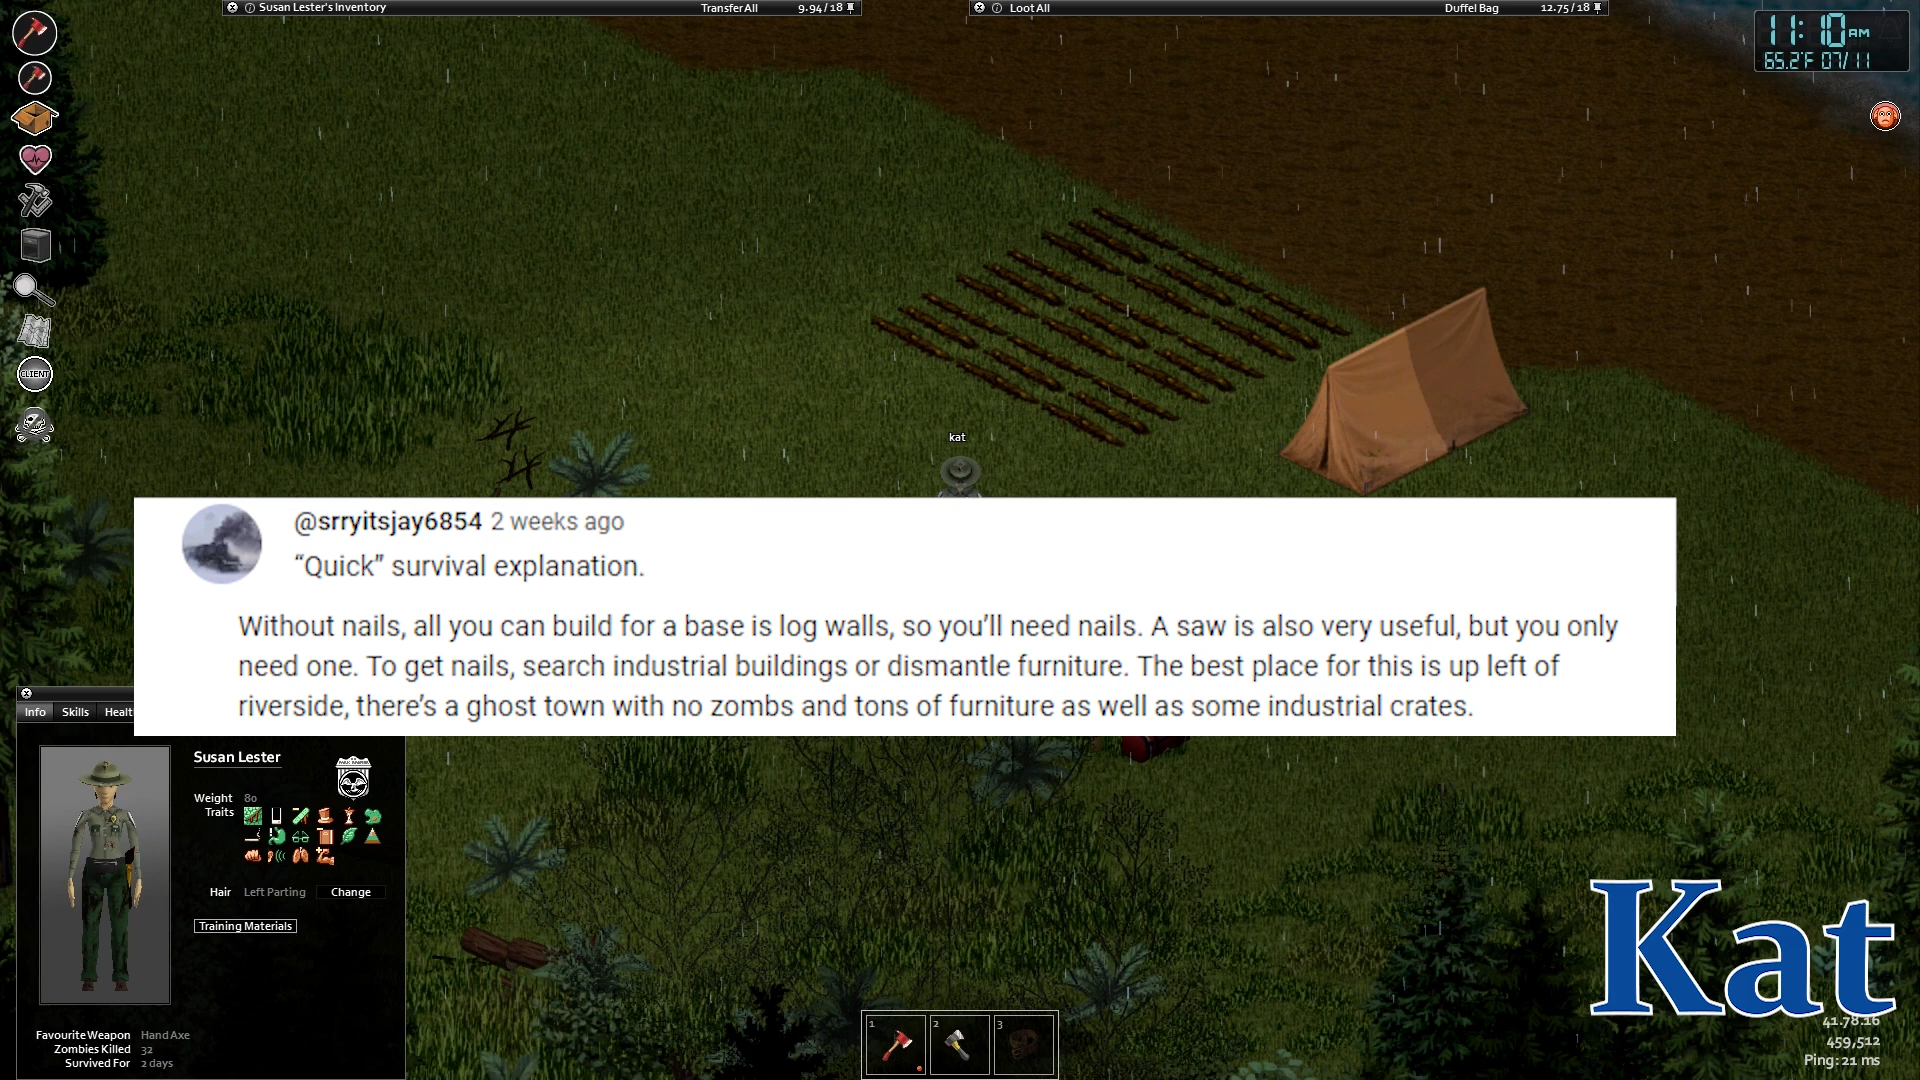 Susan Lester's Inventory
Transfer All
9.94 / 18
Loot All
Duffel Bag
12.75 / 18
11:10 AM
65.2°F 07/11
CLIENT
kat
@srryitsjay6854 2 weeks ago
“Quick” survival explanation.
Without nails, all you can build for a base is log walls, so you’ll need nails. A saw is also very useful, but you only
need one. To get nails, search industrial buildings or dismantle furniture. The best place for this is up left of
riverside, there’s a ghost town with no zombs and tons of furniture as well as some industrial crates.
Info
Skills
Healt
Susan Lester
Weight 80
Traits
Hair Left Parting Change
Training Materials
Favourite Weapon Hand Axe
Zombies Killed 32
Survived For 2 days
1
2
3
Kat
41.78.16
459,512
Ping: 21 ms